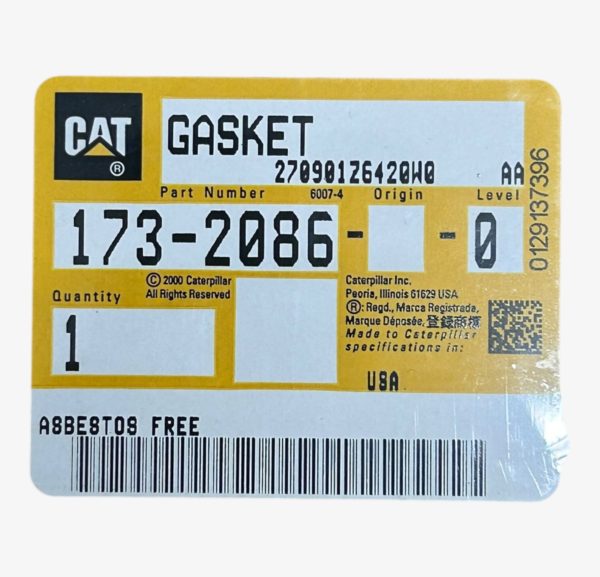 CAT®
GASKET
270901Z6420W0 AA
Part Number 6007-4 Origin Level
173-2086- -0
© 2000 Caterpillar
All Rights Reserved
Quantity
1
Caterpillar Inc.
Peoria, Illinois 61629 USA
®: Regd., Marca Registrada,
Marque Déposée, 登録商標
Made to Caterpillar
specifications in:
USA
0129137396
ASBESTOS FREE